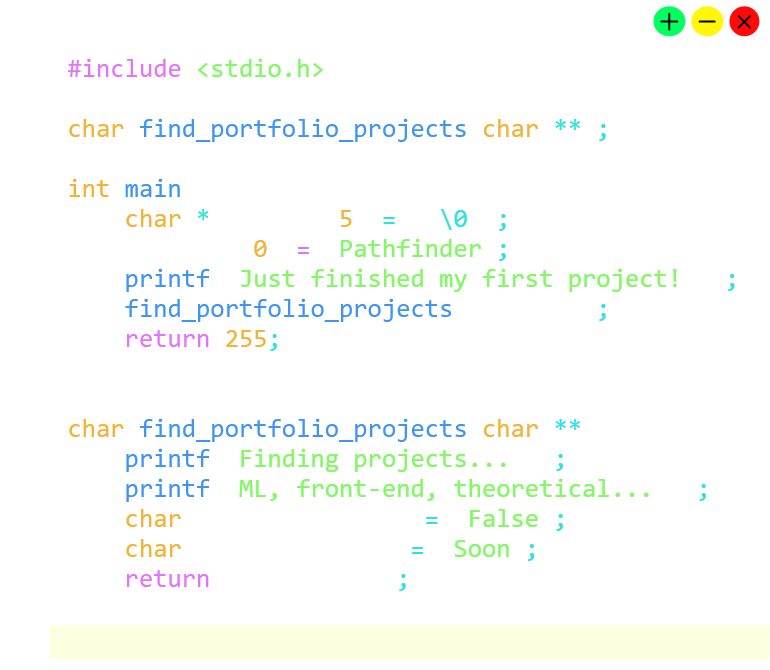 #include <stdio.h>
char find_portfolio_projects char ** ;
int main
char * 5 = \0 ;
0 = Pathfinder ;
printf Just finished my first project! ;
find_portfolio_projects ;
return 255;
char find_portfolio_projects char **
printf Finding projects... ;
printf ML, front-end, theoretical... ;
char = False ;
char = Soon ;
return ;